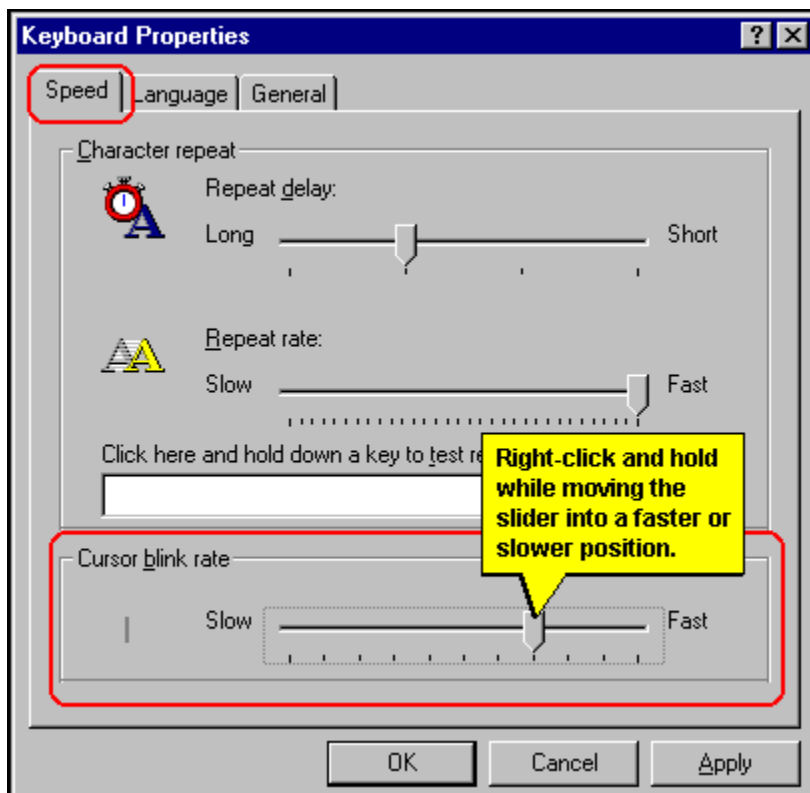 Keyboard Properties
Speed Language General
Character repeat
Repeat delay:
Long Short
Repeat rate:
Slow Fast
Click here and hold down a key to test re
Right-click and hold
while moving the
slider into a faster or
slower position.
Cursor blink rate
Slow Fast
OK Cancel Apply